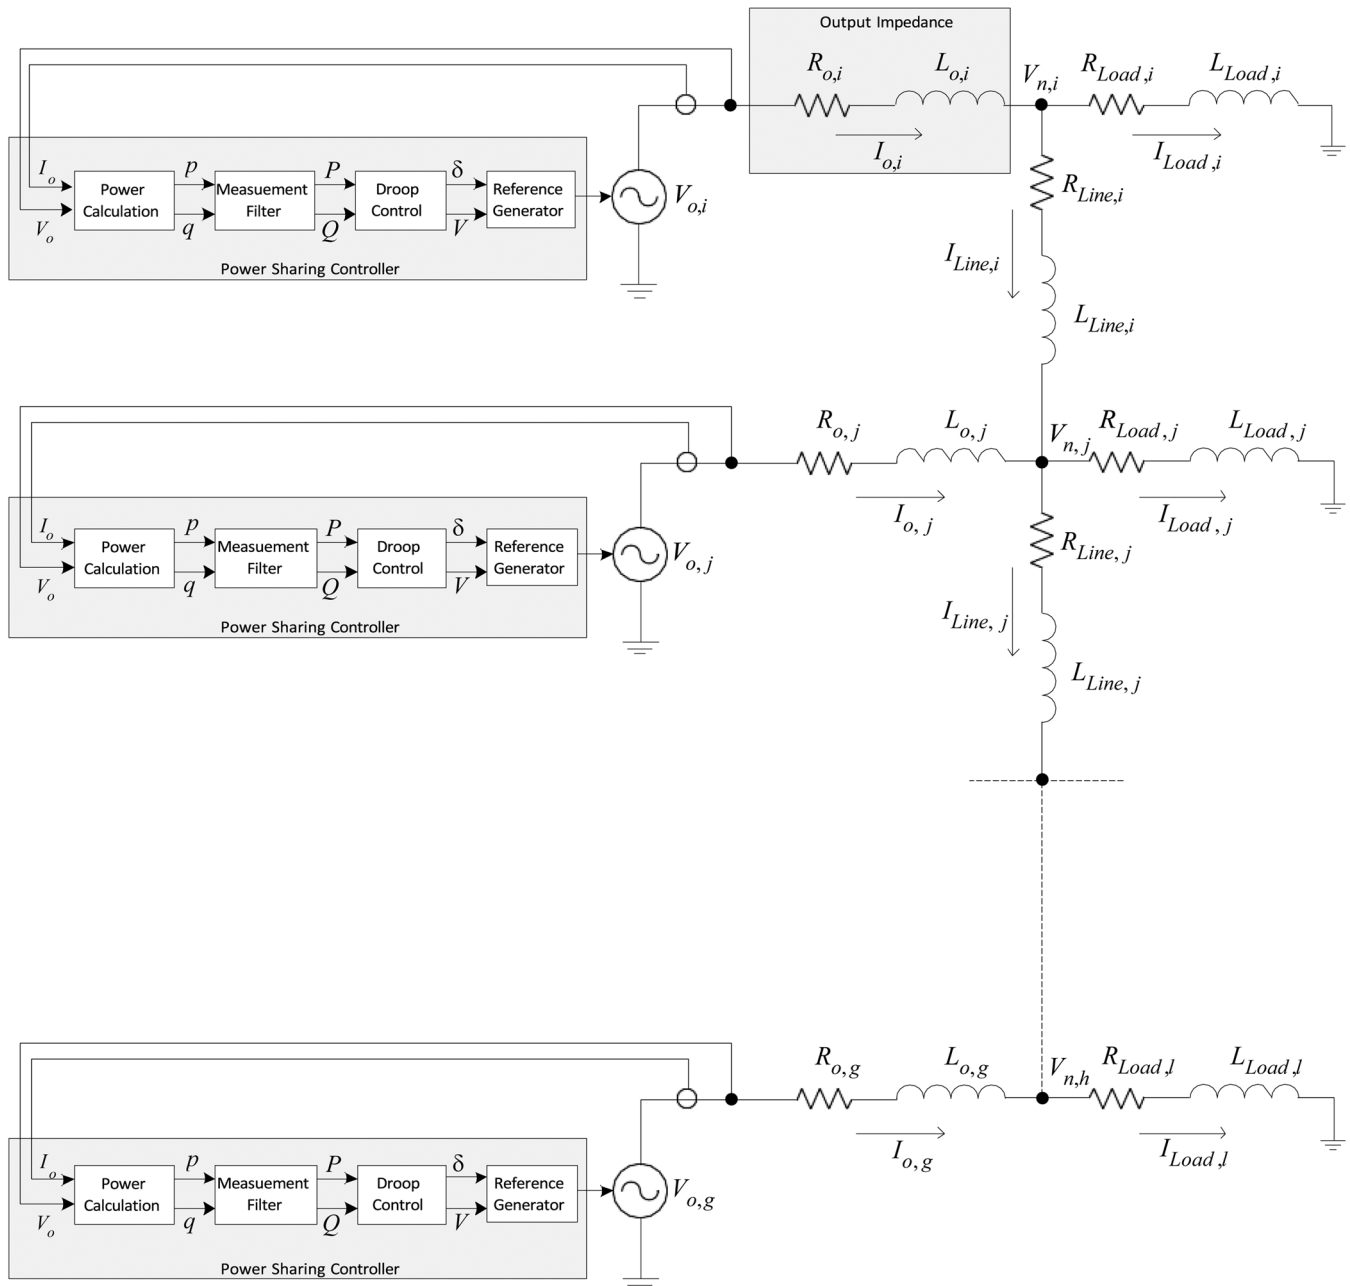 Output Impedance
R_{o,i}
L_{o,i}
V_{n,i}
R_{Load,i}
L_{Load,i}
I_{o,i}
I_{Load,i}
I_o
V_o
Power Calculation
p
q
Measuement Filter
P
Q
Droop Control
δ
V
Reference Generator
V_{o,i}
Power Sharing Controller
R_{Line,i}
I_{Line,i}
L_{Line,i}
R_{o,j}
L_{o,j}
V_{n,j}
R_{Load,j}
L_{Load,j}
I_{o,j}
I_{Load,j}
I_o
V_o
Power Calculation
p
q
Measuement Filter
P
Q
Droop Control
δ
V
Reference Generator
V_{o,j}
Power Sharing Controller
R_{Line,j}
I_{Line,j}
L_{Line,j}
R_{o,g}
L_{o,g}
V_{n,h}
R_{Load,l}
L_{Load,l}
I_{o,g}
I_{Load,l}
I_o
V_o
Power Calculation
p
q
Measuement Filter
P
Q
Droop Control
δ
V
Reference Generator
V_{o,g}
Power Sharing Controller